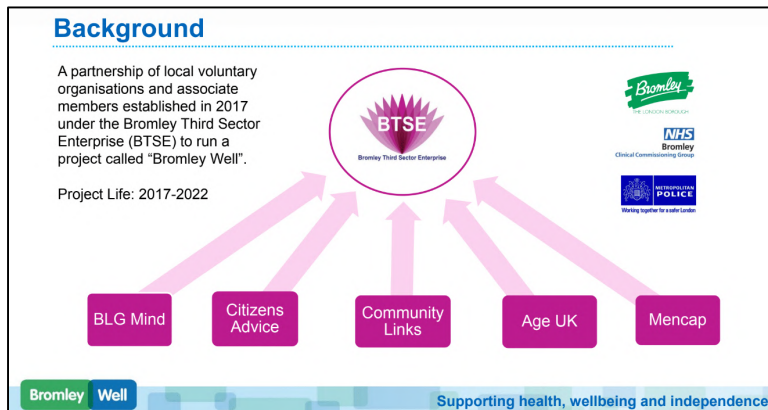 Background
A partnership of local voluntary
organisations and associate
members established in 2017
under the Bromley Third Sector
Enterprise (BTSE) to run a
project called “Bromley Well”.
Project Life: 2017-2022
BTSE
Bromley Third Sector Enterprise
Bromley
THE LONDON BOROUGH
NHS
Bromley
Clinical Commissioning Group
METROPOLITAN
POLICE
Working together for a safer London
BLG Mind
Citizens
Advice
Community
Links
Age UK
Mencap
Bromley Well
Supporting health, wellbeing and independence